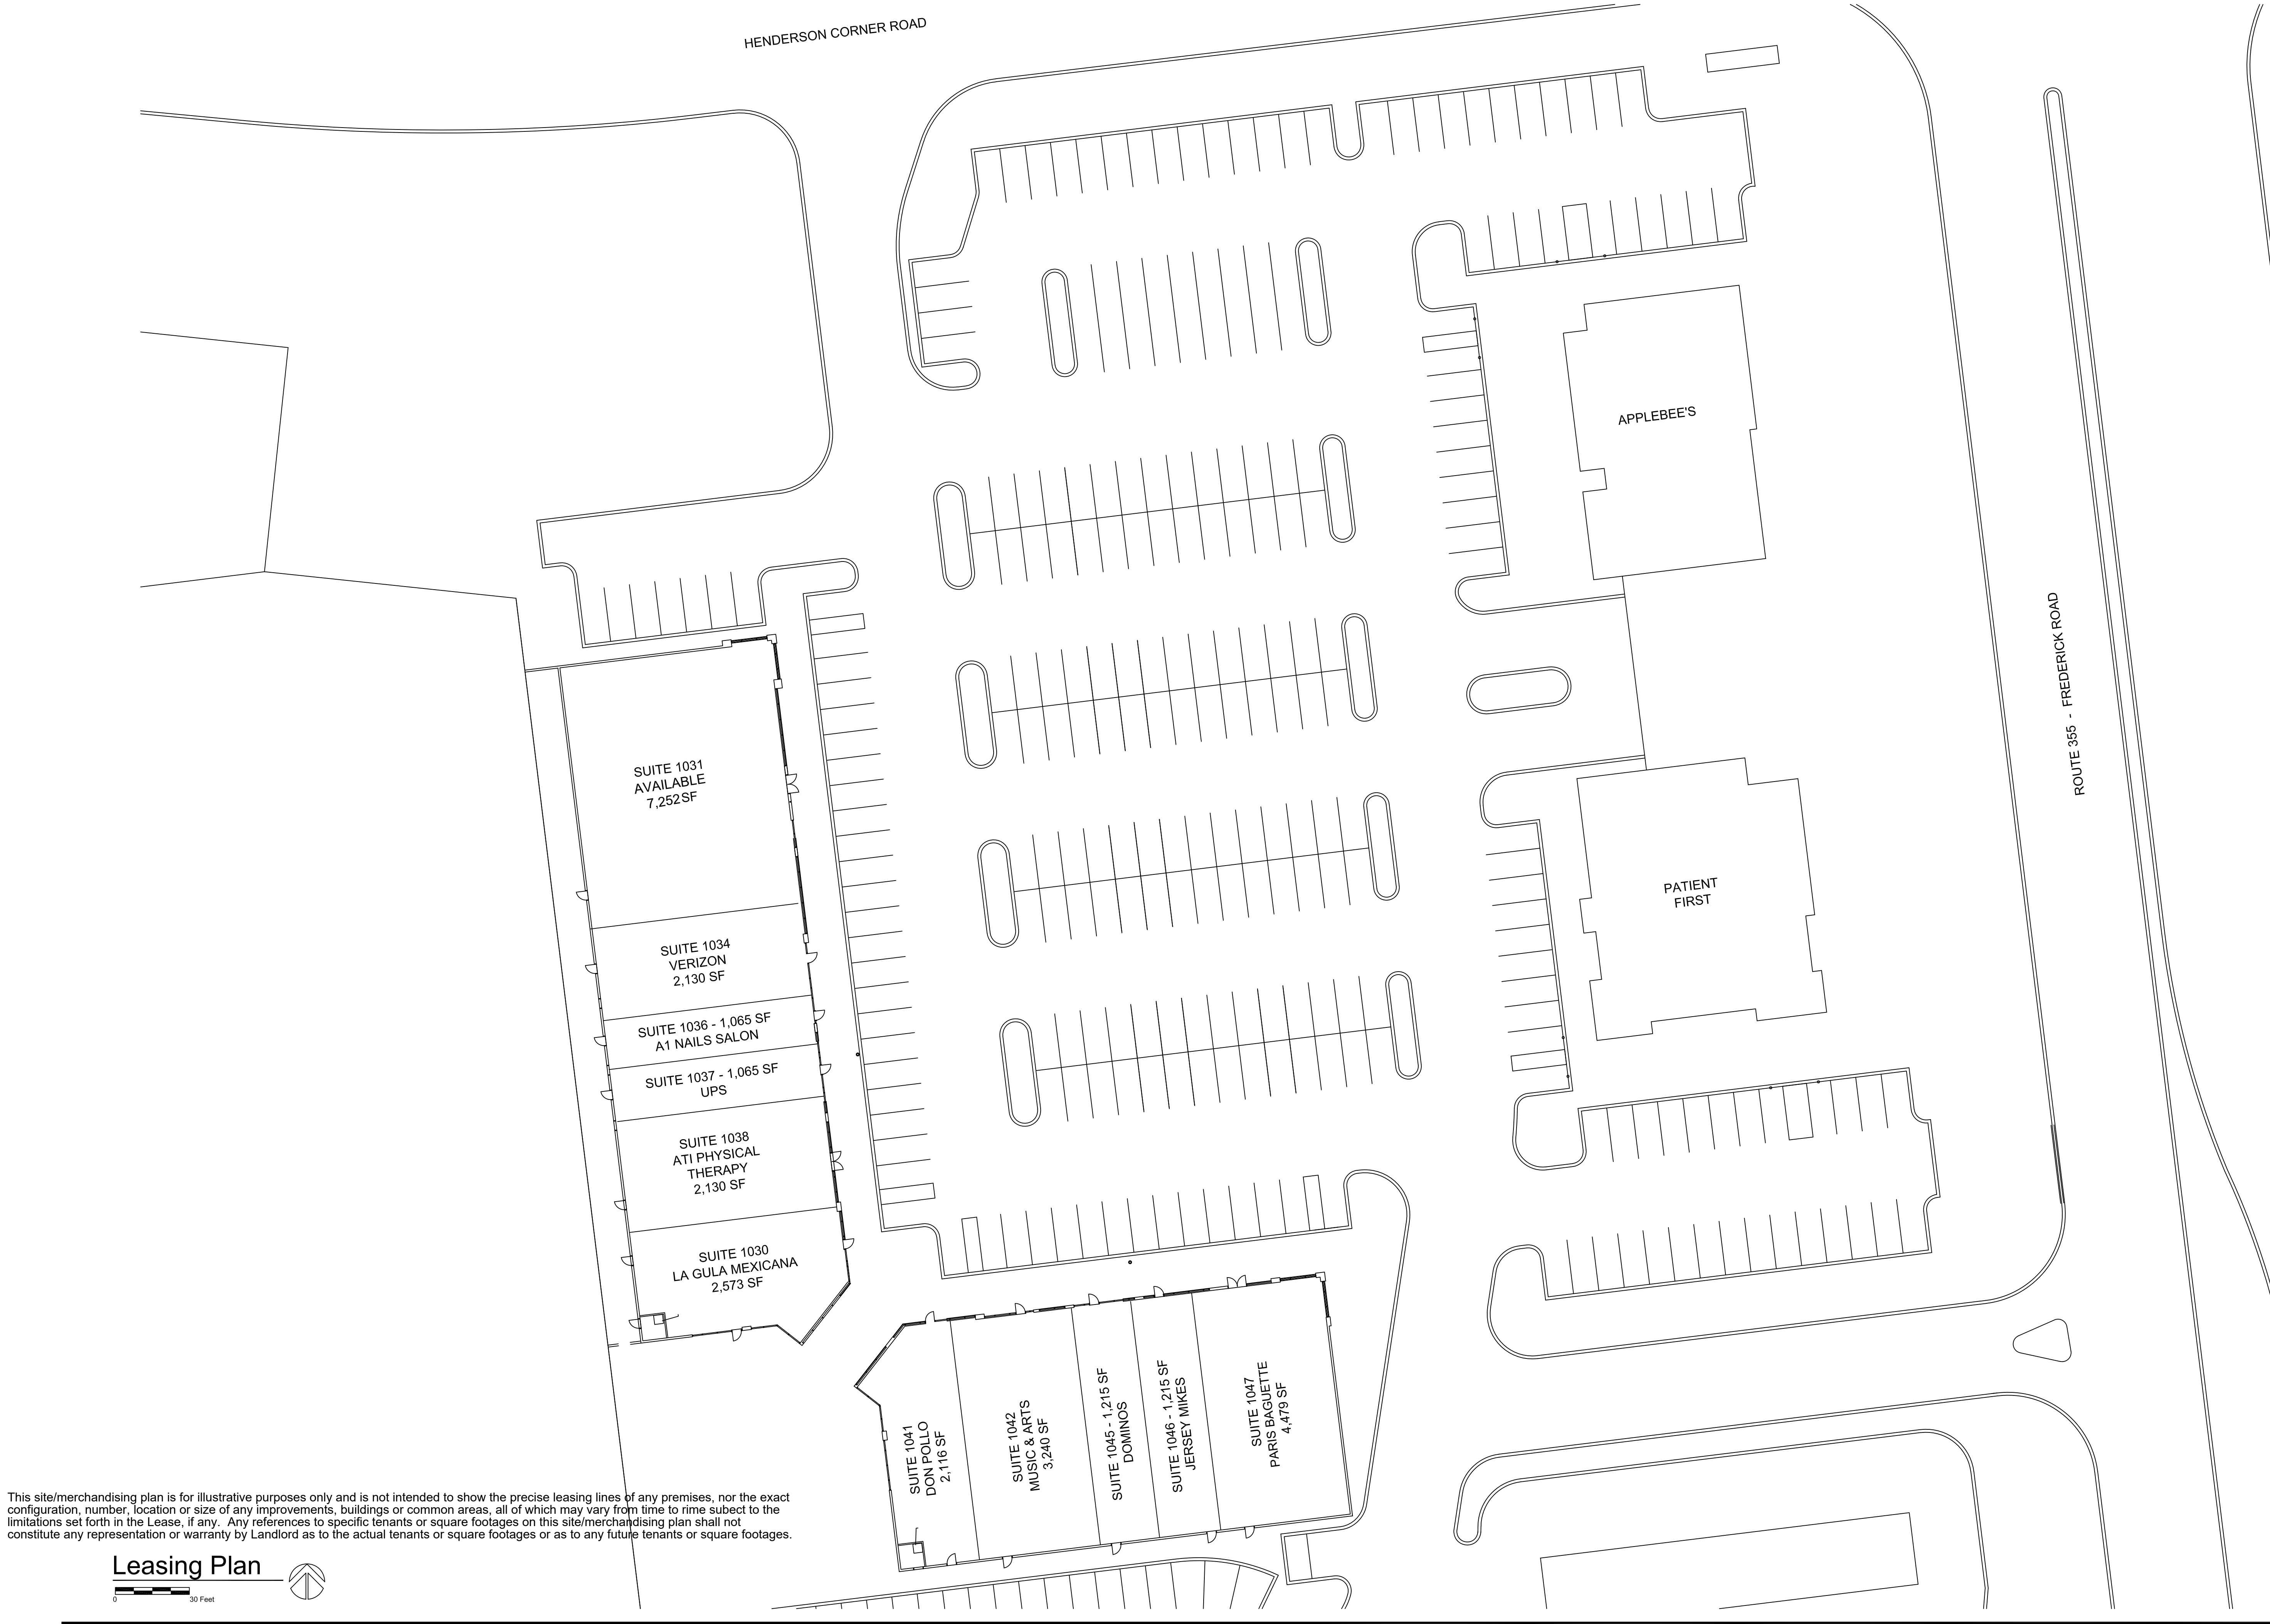 HENDERSON CORNER ROAD
APPLEBEE'S
ROUTE 355 - FREDERICK ROAD
SUITE 1031
AVAILABLE
7,252SF
PATIENT
FIRST
SUITE 1034
VERIZON
2,130 SF
SUITE 1036 - 1,065 SF
A1 NAILS SALON
SUITE 1037 - 1,065 SF
UPS
SUITE 1038
ATI PHYSICAL
THERAPY
2,130 SF
SUITE 1030
LA GULA MEXICANA
2,573 SF
SUITE 1041
DON POLLO
2,116 SF
SUITE 1042
MUSIC & ARTS
3,240 SF
SUITE 1045 - 1,215 SF
DOMINOS
SUITE 1046 - 1,215 SF
JERSEY MIKES
SUITE 1047
PARIS BAGUETTE
4,479 SF
This site/merchandising plan is for illustrative purposes only and is not intended to show the precise leasing lines of any premises, nor the exact
configuration, number, location or size of any improvements, buildings or common areas, all of which may vary from time to rime subect to the
limitations set forth in the Lease, if any.  Any references to specific tenants or square footages on this site/merchandising plan shall not
constitute any representation or warranty by Landlord as to the actual tenants or square footages or as to any future tenants or square footages.
Leasing Plan
0 30 Feet